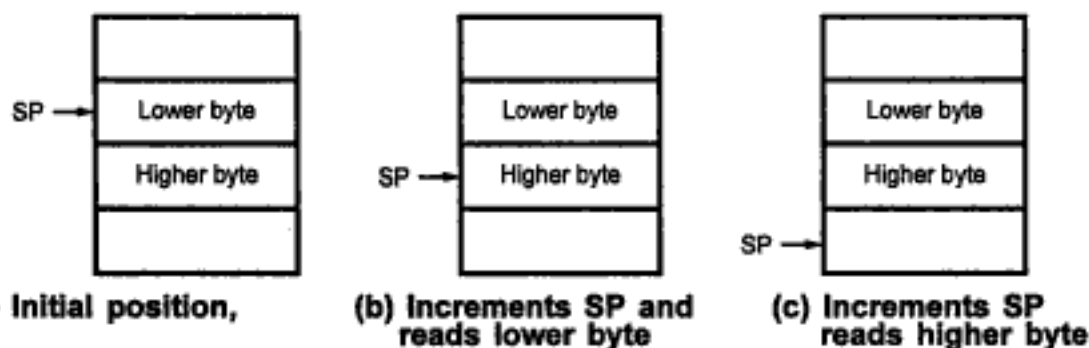 SP
Lower byte
Higher byte
Initial position,
SP
Lower byte
Higher byte
(b) Increments SP and
reads lower byte
SP
Lower byte
Higher byte
(c) Increments SP
reads higher byte